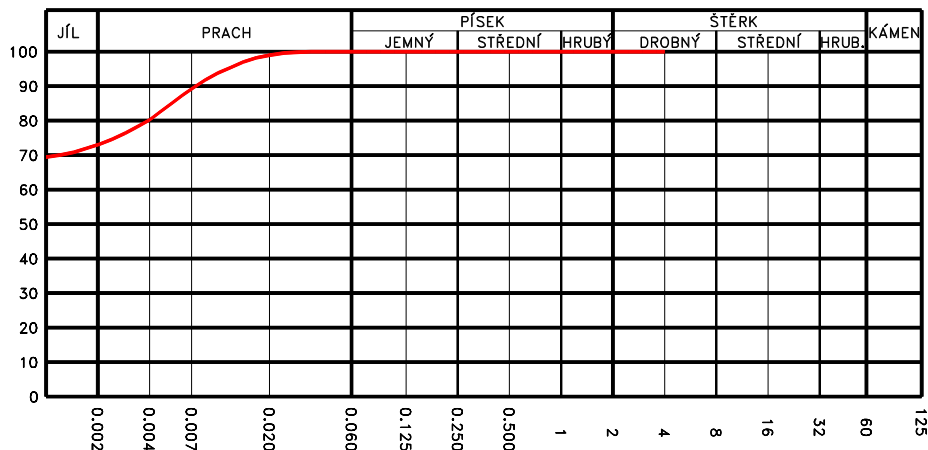 PÍSEK ŠTĚRK
JÍL PRACH KÁMEN
JEMNÝ STŘEDNÍ HRUBÝ DROBNÝ STŘEDNÍ HRUB.
100
90
80
70
60
50
40
30
20
10
0
0.002 0.004 0.007 0.020 0.060 0.125 0.250 0.500 1 2 4 8 16 32 60 125